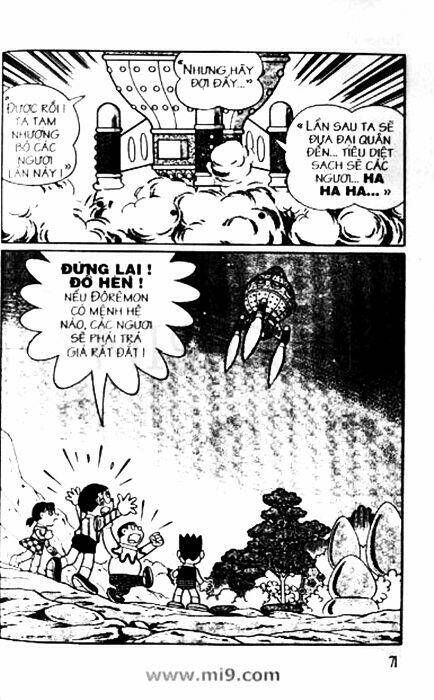 "ĐƯỢC RỒI!
TA TẠM
NHƯỜNG
BỎ CÁC
NGƯƠI
LẦN NÀY!"
"NHƯNG HÃY
ĐỢI ĐẤY..."
"LẦN SAU TA SẼ
ĐƯA ĐẠI QUÂN
ĐẾN... TIÊU DIỆT
SẠCH SẼ CÁC
NGƯƠI... HA
HA HA..."
ĐỨNG LẠI!
ĐỒ HÈN!
NẾU ĐÔRÊMON
CÓ MỆNH HỆ
NÀO, CÁC NGƯƠI
SẼ PHẢI TRẢ
GIÁ RẤT ĐẮT!
71
www.mi9.com